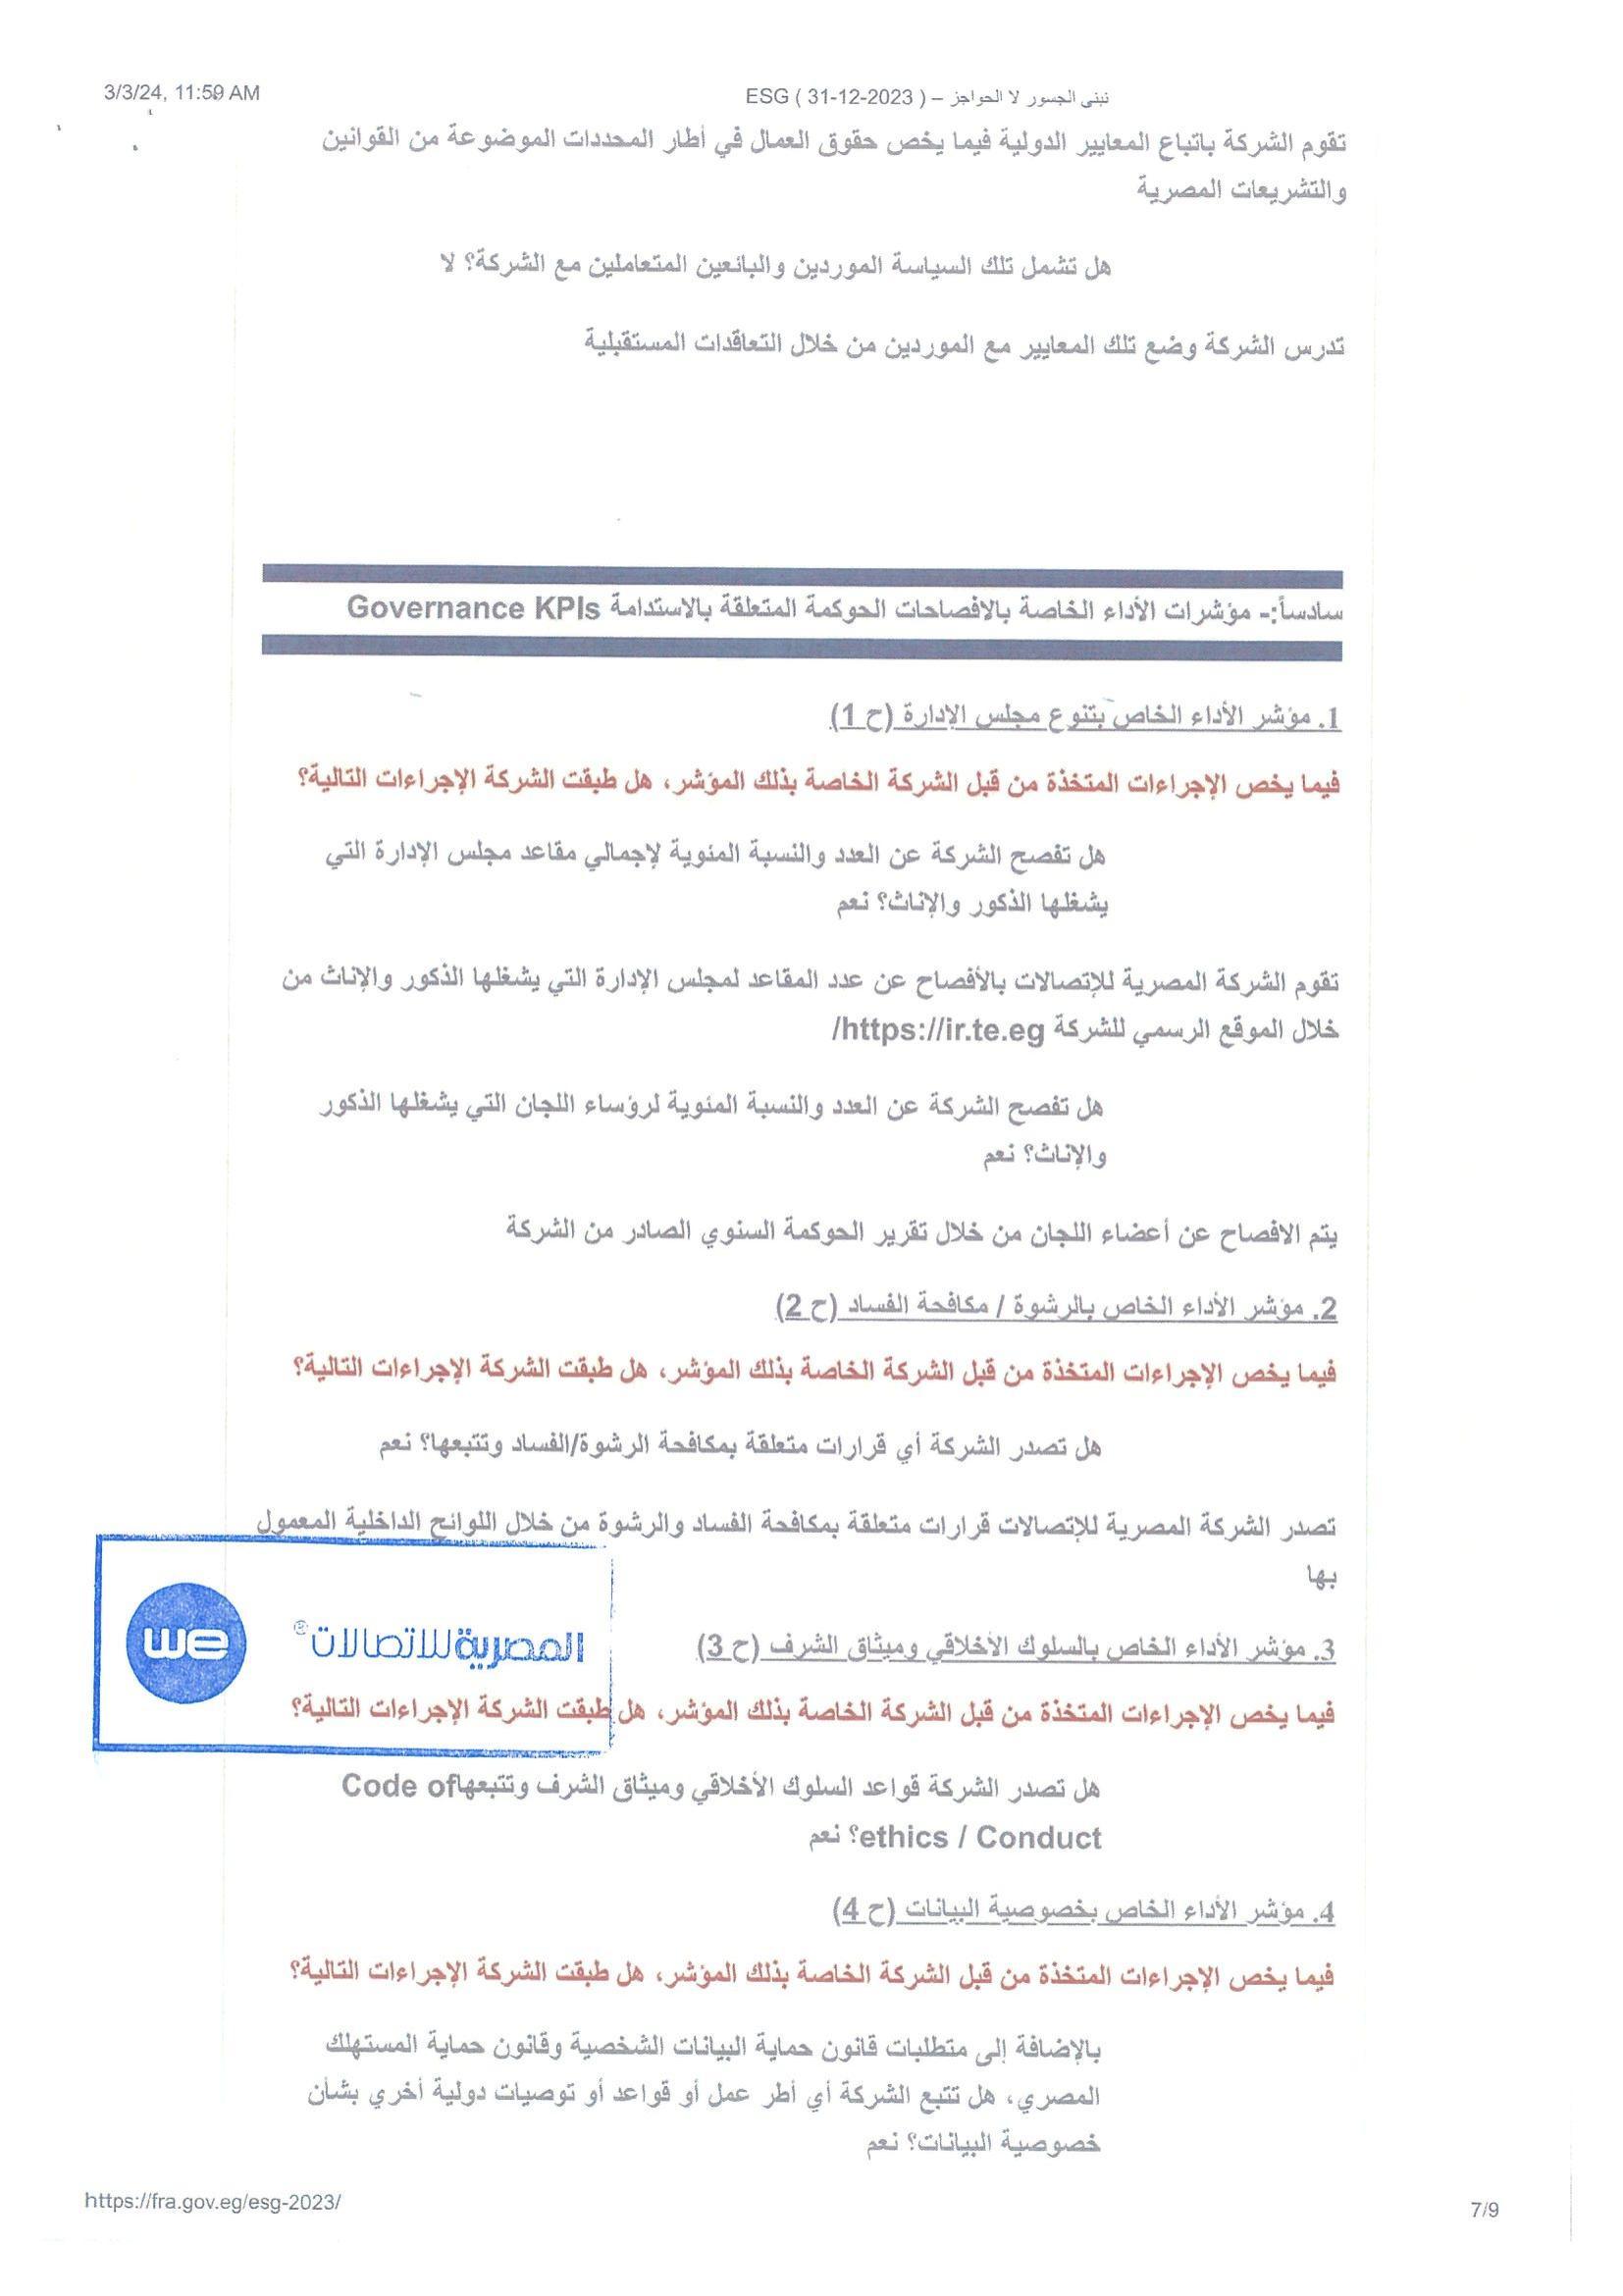 3/3/24, 11:59 AM
ESG ( 31-12-2023 ) – نبنى الجسور لا الحواجز
تقوم الشركة باتباع المعايير الدولية فيما يخص حقوق العمال في أطار المحددات الموضوعة من القوانين
والتشريعات المصرية
هل تشمل تلك السياسة الموردين والبائعين المتعاملين مع الشركة؟ لا
تدرس الشركة وضع تلك المعايير مع الموردين من خلال التعاقدات المستقبلية
سادساً:- مؤشرات الأداء الخاصة بالافصاحات الحوكمة المتعلقة بالاستدامة Governance KPIs
1. مؤشر الأداء الخاص بتنوع مجلس الإدارة (ح 1)
فيما يخص الإجراءات المتخذة من قبل الشركة الخاصة بذلك المؤشر، هل طبقت الشركة الإجراءات التالية؟
هل تفصح الشركة عن العدد والنسبة المئوية لإجمالي مقاعد مجلس الإدارة التي
يشغلها الذكور والإناث؟ نعم
تقوم الشركة المصرية للإتصالات بالأفصاح عن عدد المقاعد لمجلس الإدارة التي يشغلها الذكور والإناث من
خلال الموقع الرسمي للشركة https://ir.te.eg/
هل تفصح الشركة عن العدد والنسبة المئوية لرؤساء اللجان التي يشغلها الذكور
والإناث؟ نعم
يتم الافصاح عن أعضاء اللجان من خلال تقرير الحوكمة السنوي الصادر من الشركة
2. مؤشر الأداء الخاص بالرشوة / مكافحة الفساد (ح 2)
فيما يخص الإجراءات المتخذة من قبل الشركة الخاصة بذلك المؤشر، هل طبقت الشركة الإجراءات التالية؟
هل تصدر الشركة أي قرارات متعلقة بمكافحة الرشوة/الفساد وتتبعها؟ نعم
تصدر الشركة المصرية للإتصالات قرارات متعلقة بمكافحة الفساد والرشوة من خلال اللوائح الداخلية المعمول
بها
3. مؤشر الأداء الخاص بالسلوك الأخلاقي وميثاق الشرف (ح 3)
المصرية للاتصالات®
we
فيما يخص الإجراءات المتخذة من قبل الشركة الخاصة بذلك المؤشر، هل طبقت الشركة الإجراءات التالية؟
هل تصدر الشركة قواعد السلوك الأخلاقي وميثاق الشرف وتتبعهاCode of
ethics / Conduct؟ نعم
4. مؤشر الأداء الخاص بخصوصية البيانات (ح 4)
فيما يخص الإجراءات المتخذة من قبل الشركة الخاصة بذلك المؤشر، هل طبقت الشركة الإجراءات التالية؟
بالإضافة إلى متطلبات قانون حماية البيانات الشخصية وقانون حماية المستهلك
المصري، هل تتبع الشركة أي أطر عمل أو قواعد أو توصيات دولية أخري بشأن
خصوصية البيانات؟ نعم
https://fra.gov.eg/esg-2023/
7/9